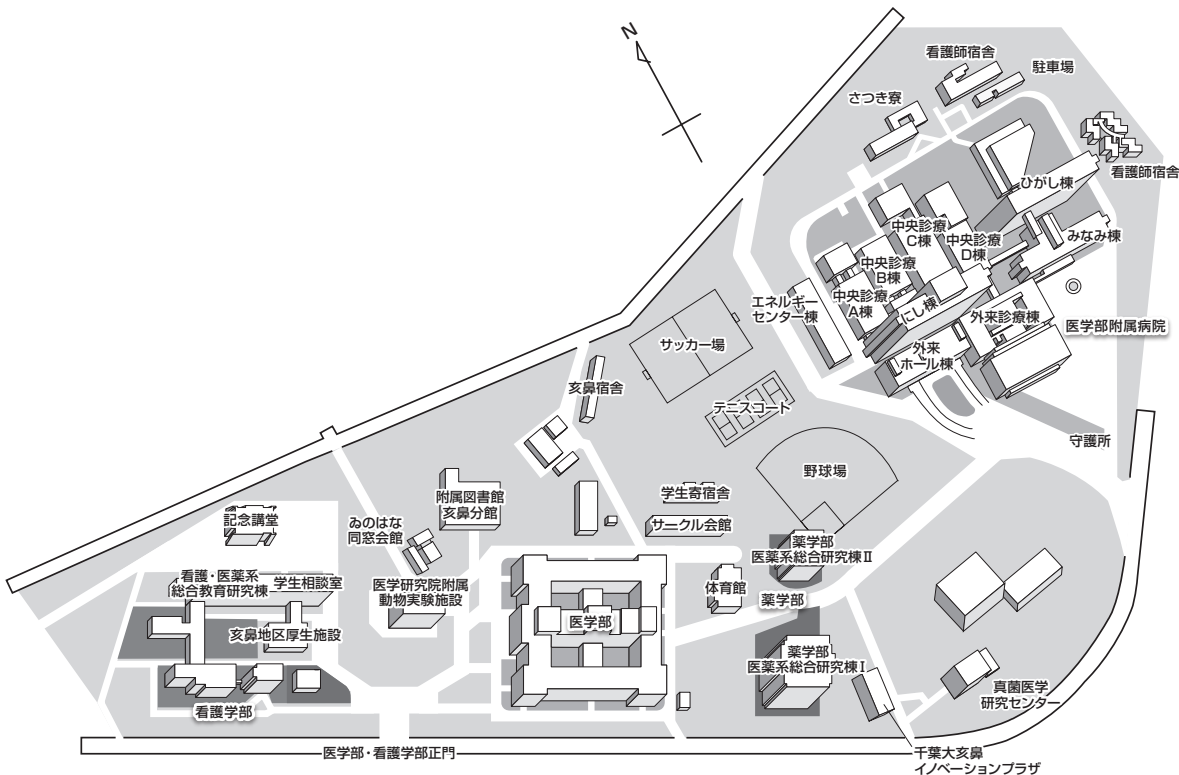 N
看護師宿舎
駐車場
さつき寮
看護師宿舎
ひがし棟
中央診療
C棟
中央診療
D棟
みなみ棟
中央診療
B棟
中央診療
A棟
エネルギー
センター棟
にし棟
外来診療棟
医学部附属病院
外来
ホール棟
サッカー場
亥鼻宿舎
テニスコート
守護所
野球場
附属図書館
亥鼻分館
学生寄宿舎
サークル会館
記念講堂
ゐのはな
同窓会館
薬学部
医薬系総合研究棟Ⅱ
看護・医薬系
総合教育研究棟
学生相談室
医学研究院附属
動物実験施設
体育館
薬学部
医学部
亥鼻地区厚生施設
薬学部
医薬系総合研究棟Ⅰ
真菌医学
研究センター
看護学部
医学部・看護学部正門
千葉大亥鼻
イノベーションプラザ